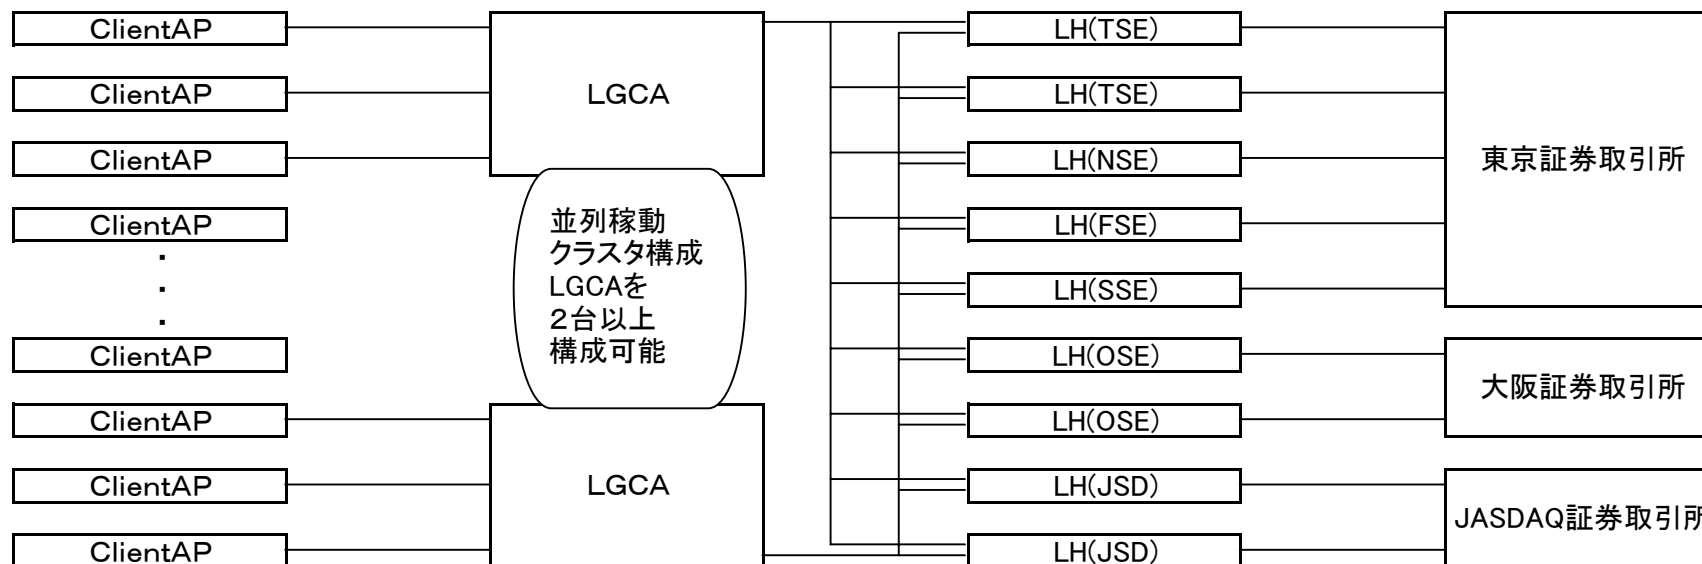 ClientAP
ClientAP
ClientAP
ClientAP
・
・
・
ClientAP
ClientAP
ClientAP
ClientAP
LGCA
並列稼動
クラスタ構成
LGCAを
２台以上
構成可能
LGCA
LH(TSE)
LH(TSE)
LH(NSE)
LH(FSE)
LH(SSE)
LH(OSE)
LH(OSE)
LH(JSD)
LH(JSD)
東京証券取引所
大阪証券取引所
JASDAQ証券取引所